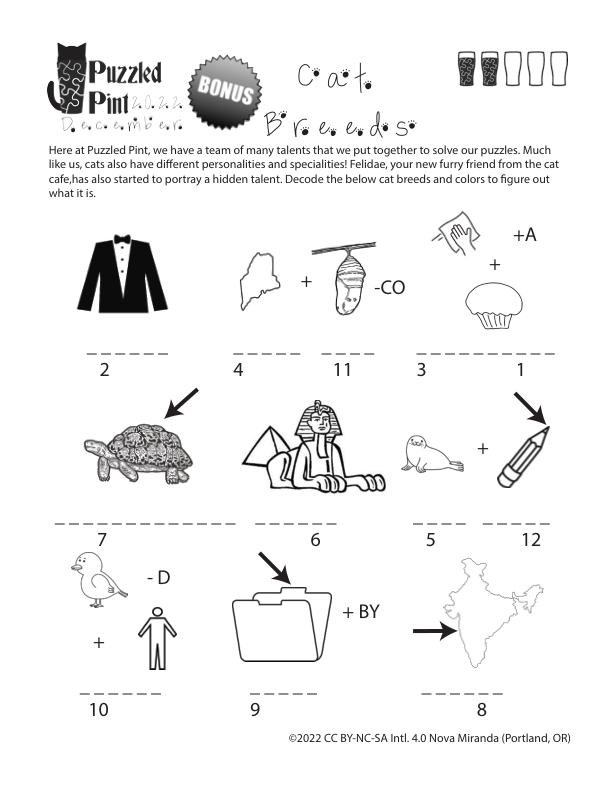 Puzzled
Pint 2022
December
BONUS
Cat
Breeds
Here at Puzzled Pint, we have a team of many talents that we put together to solve our puzzles. Much
like us, cats also have different personalities and specialities! Felidae, your new furry friend from the cat
cafe,has also started to portray a hidden talent. Decode the below cat breeds and colors to figure out
what it is.
+A
+
+
-CO
2
4
11
3
1
+
7
6
5
12
- D
+
+ BY
10
9
8
©2022 CC BY-NC-SA Intl. 4.0 Nova Miranda (Portland, OR)